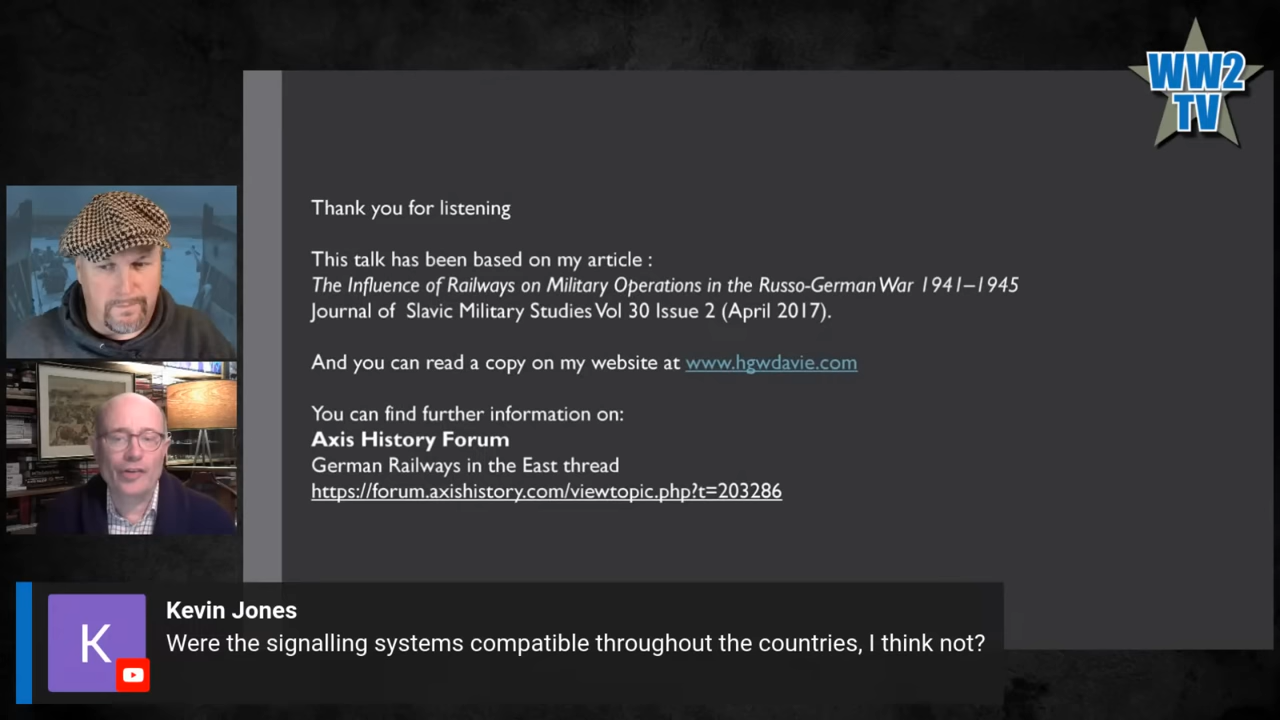 WW2
TV
Thank you for listening
This talk has been based on my article :
The Influence of Railways on Military Operations in the Russo-German War 1941–1945
Journal of Slavic Military Studies Vol 30 Issue 2 (April 2017).
And you can read a copy on my website at www.hgwdavie.com
You can find further information on:
Axis History Forum
German Railways in the East thread
https://forum.axishistory.com/viewtopic.php?t=203286
K
Kevin Jones
Were the signalling systems compatible throughout the countries, I think not?